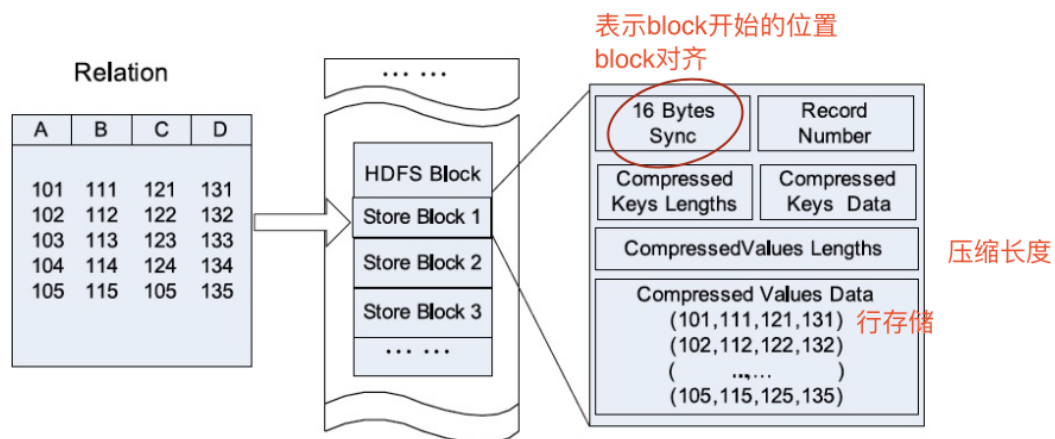 表示block开始的位置
block对齐
Relation
A B C D
101 111 121 131
102 112 122 132
103 113 123 133
104 114 124 134
105 115 105 135
... ...
HDFS Block
Store Block 1
Store Block 2
Store Block 3
... ...
16 Bytes
Sync
Record
Number
Compressed
Keys Lengths
Compressed
Keys Data
CompressedValues Lengths
压缩长度
Compressed Values Data
(101,111,121,131) 行存储
(102,112,122,132)
( ..,,... )
(105,115,125,135)